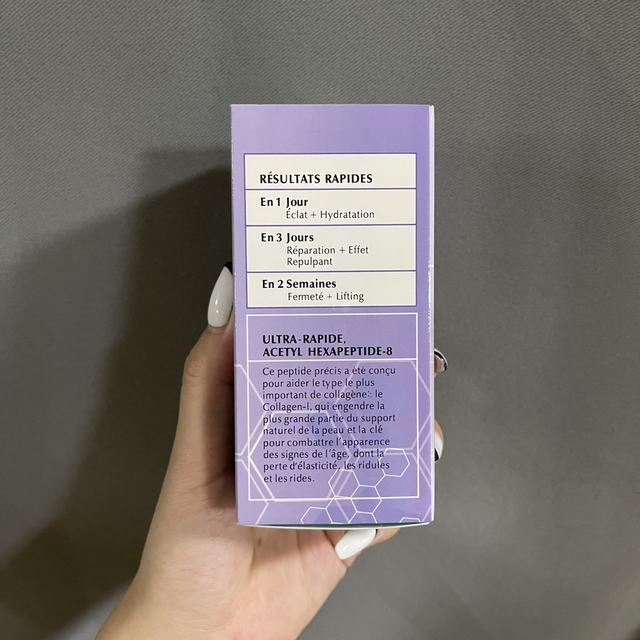 RÉSULTATS RAPIDES
En 1 Jour
Éclat + Hydratation
En 3 Jours
Réparation + Effet
Repulpant
En 2 Semaines
Fermeté + Lifting
ULTRA-RAPIDE,
ACETYL HEXAPEPTIDE-8
Ce peptide précis a été conçu
pour aider le type le plus
important de collagène: le
Collagen-I, qui engendre la
plus grande partie du support
naturel de la peau et la clé
pour combattre l'apparence
des signes de l'âge, dont la
perte d'élasticité, les ridules
et les rides.